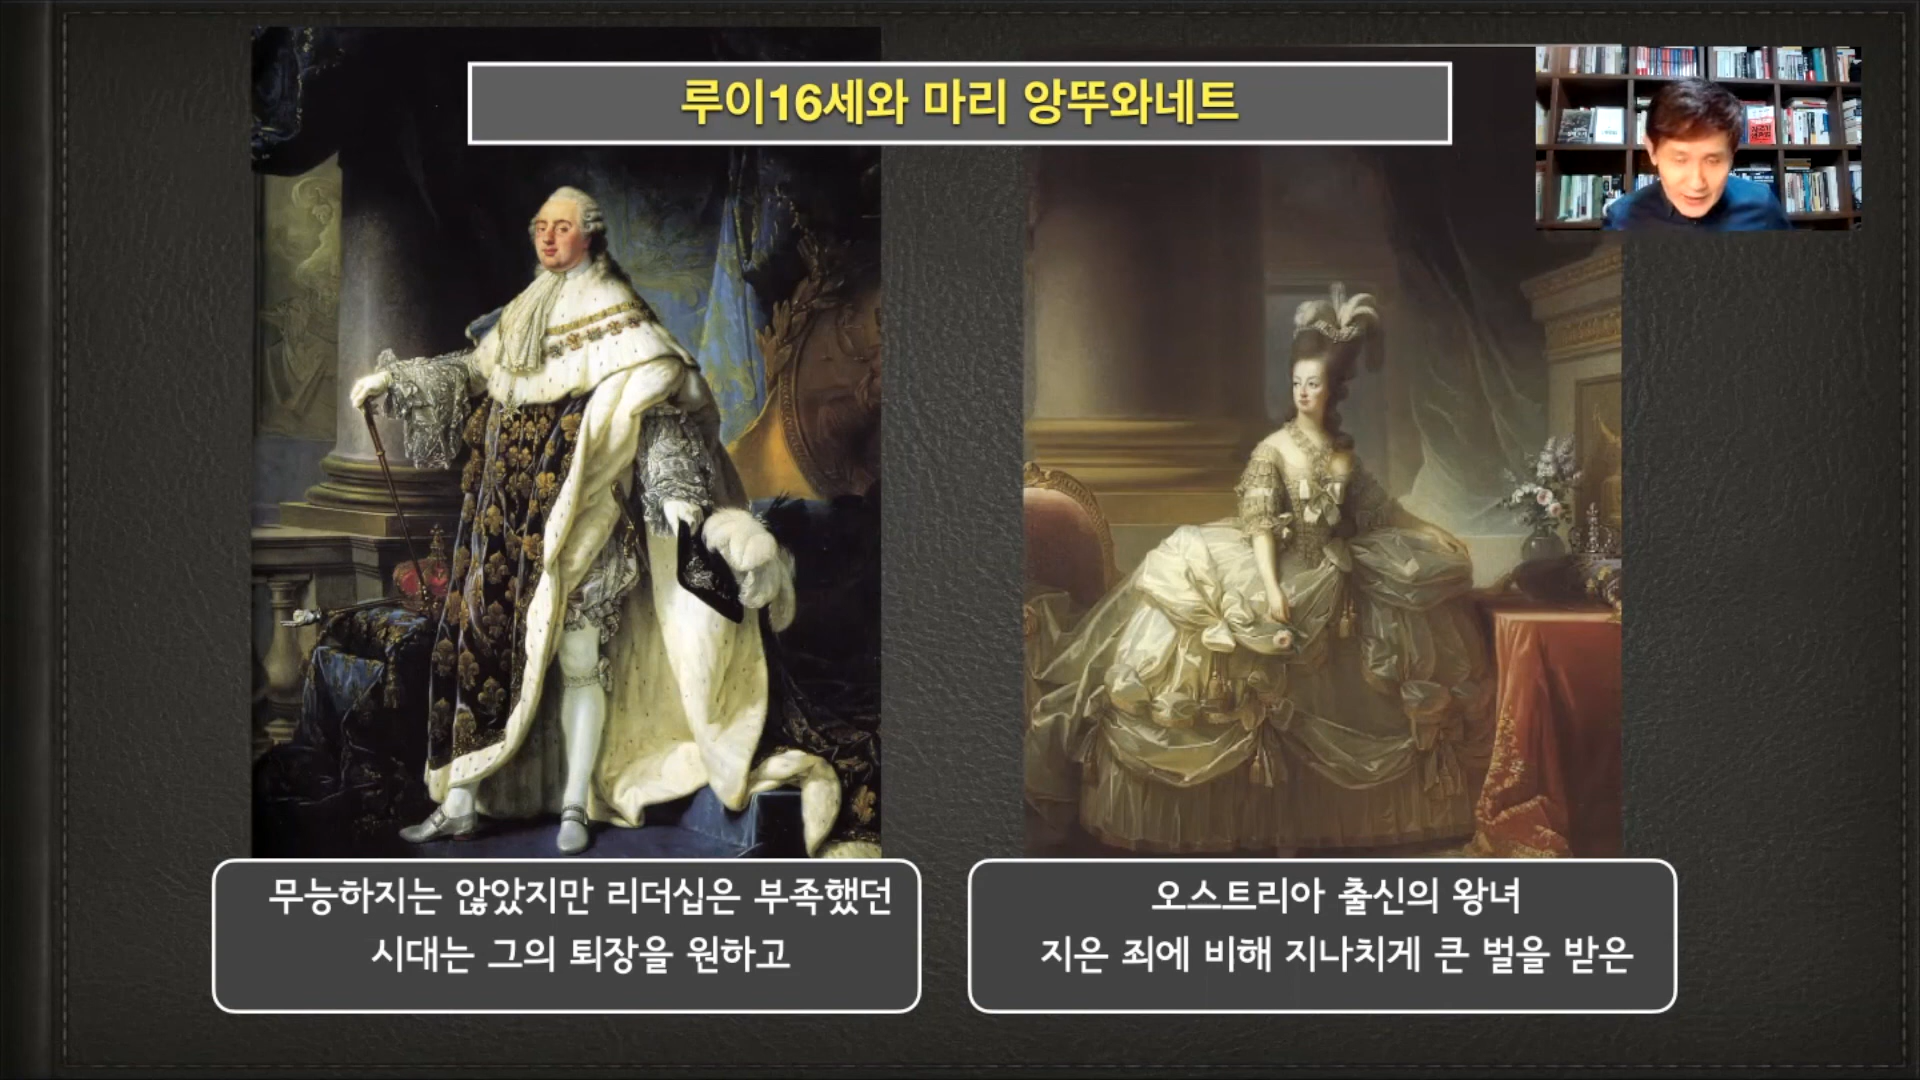 루이16세와 마리 앙뚜와네트
무능하지는 않았지만 리더십은 부족했던
시대는 그의 퇴장을 원하고
오스트리아 출신의 왕녀
지은 죄에 비해 지나치게 큰 벌을 받은